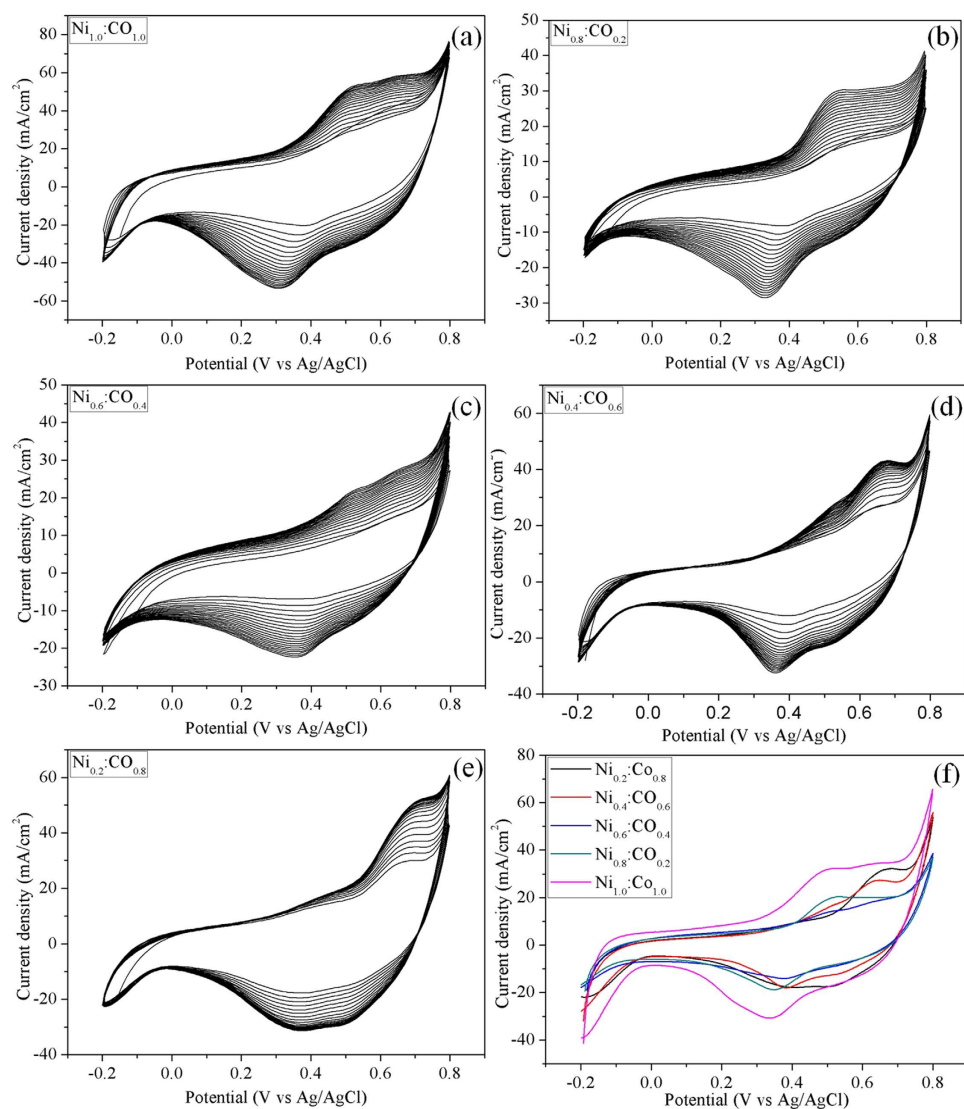 Ni1.0:CO1.0
(a)
80
60
40
20
0
-20
-40
-60
Current density (mA/cm2)
-0.2 0.0 0.2 0.4 0.6 0.8
Potential (V vs Ag/AgCl)
Ni0.8:CO0.2
(b)
50
40
30
20
10
0
-10
-20
-30
Current density (mA/cm2)
-0.2 0.0 0.2 0.4 0.6 0.8
Potential (V vs Ag/AgCl)
Ni0.6:CO0.4
(c)
50
40
30
20
10
0
-10
-20
-30
Current density (mA/cm2)
-0.2 0.0 0.2 0.4 0.6 0.8
Potential (V vs Ag/AgCl)
Ni0.4:CO0.6
(d)
60
40
20
0
-20
-40
Current density (mA/cm-)
-0.2 0.0 0.2 0.4 0.6 0.8
Potential (V vs Ag/AgCl)
Ni0.2:CO0.8
(e)
60
40
20
0
-20
-40
Current density (mA/cm2)
-0.2 0.0 0.2 0.4 0.6 0.8
Potential (V vs Ag/AgCl)
(f)
Ni0.2:Co0.8
Ni0.4:CO0.6
Ni0.6:CO0.4
Ni0.8:CO0.2
Ni1.0:Co1.0
80
60
40
20
0
-20
-40
Current density (mA/cm2)
-0.2 0.0 0.2 0.4 0.6 0.8
Potential (V vs Ag/AgCl)